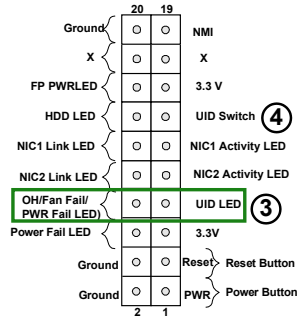 20 19
Ground NMI
X X
FP PWRLED 3.3 V
HDD LED UID Switch 4
NIC1 Link LED NIC1 Activity LED
NIC2 Link LED NIC2 Activity LED
OH/Fan Fail/
PWR Fail LED UID LED 3
Power Fail LED 3.3V
Ground Reset Reset Button
Ground PWR Power Button
2 1